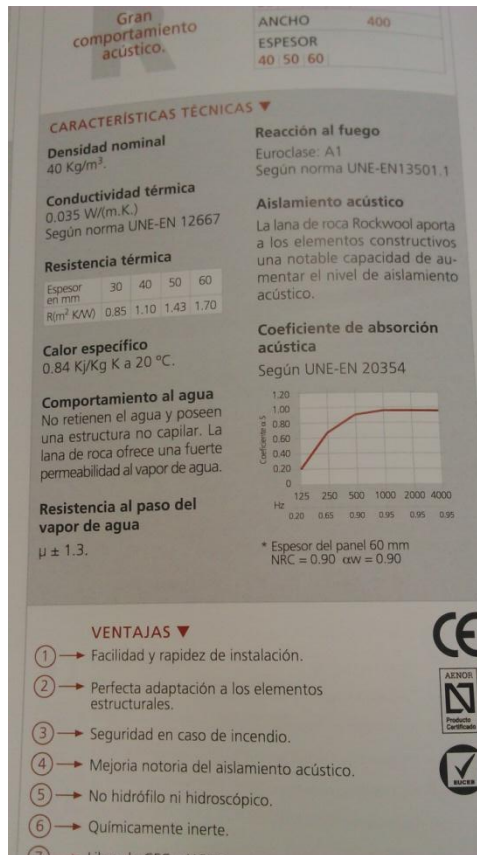 Gran
comportamiento
acústico.
ANCHO 400
ESPESOR
40 50 60
CARACTERÍSTICAS TÉCNICAS ▼
Densidad nominal
40 Kg/m³.
Conductividad térmica
0.035 W/(m.K.)
Según norma UNE-EN 12667
Resistencia térmica
Espesor en mm 30 40 50 60
R(m² K/W) 0.85 1.10 1.43 1.70
Calor específico
0.84 Kj/Kg K a 20 ºC.
Comportamiento al agua
No retienen el agua y poseen
una estructura no capilar. La
lana de roca ofrece una fuerte
permeabilidad al vapor de agua.
Resistencia al paso del
vapor de agua
µ ± 1.3.
Reacción al fuego
Euroclase: A1
Según norma UNE-EN13501.1
Aislamiento acústico
La lana de roca Rockwool aporta
a los elementos constructivos
una notable capacidad de au-
mentar el nivel de aislamiento
acústico.
Coeficiente de absorción
acústica
Según UNE-EN 20354
Coeficiente α S
1.20
1.00
0.80
0.60
0.40
0.20
0
125 250 500 1000 2000 4000
Hz
0.20 0.65 0.90 0.95 0.95 0.95
* Espesor del panel 60 mm
NRC = 0.90 αw = 0.90
VENTAJAS ▼
1 → Facilidad y rapidez de instalación.
2 → Perfecta adaptación a los elementos
estructurales.
3 → Seguridad en caso de incendio.
4 → Mejoria notoria del aislamiento acústico.
5 → No hidrófilo ni hidroscópico.
6 → Químicamente inerte.
7
CE
AENOR
N
Producto
Certificado
EUCEB